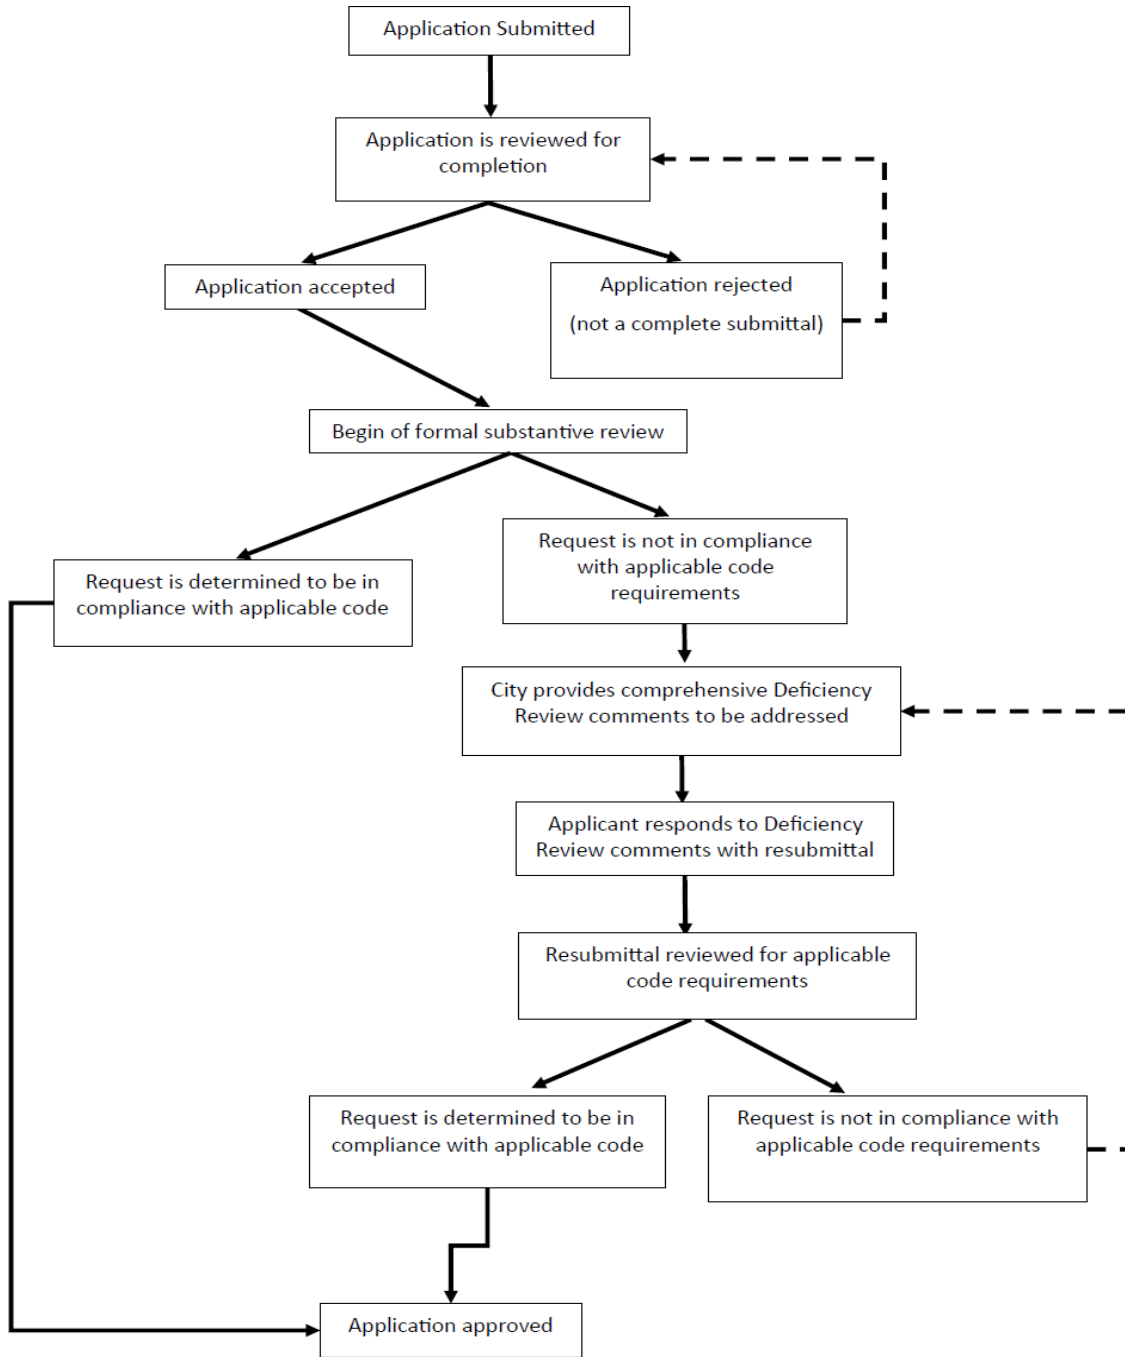 Application Submitted
Application is reviewed for
completion
Application accepted
Application rejected
(not a complete submittal)
Begin of formal substantive review
Request is determined to be in
compliance with applicable code
Request is not in compliance
with applicable code
requirements
City provides comprehensive Deficiency
Review comments to be addressed
Applicant responds to Deficiency
Review comments with resubmittal
Resubmittal reviewed for applicable
code requirements
Request is determined to be in
compliance with applicable code
Request is not in compliance with
applicable code requirements
Application approved